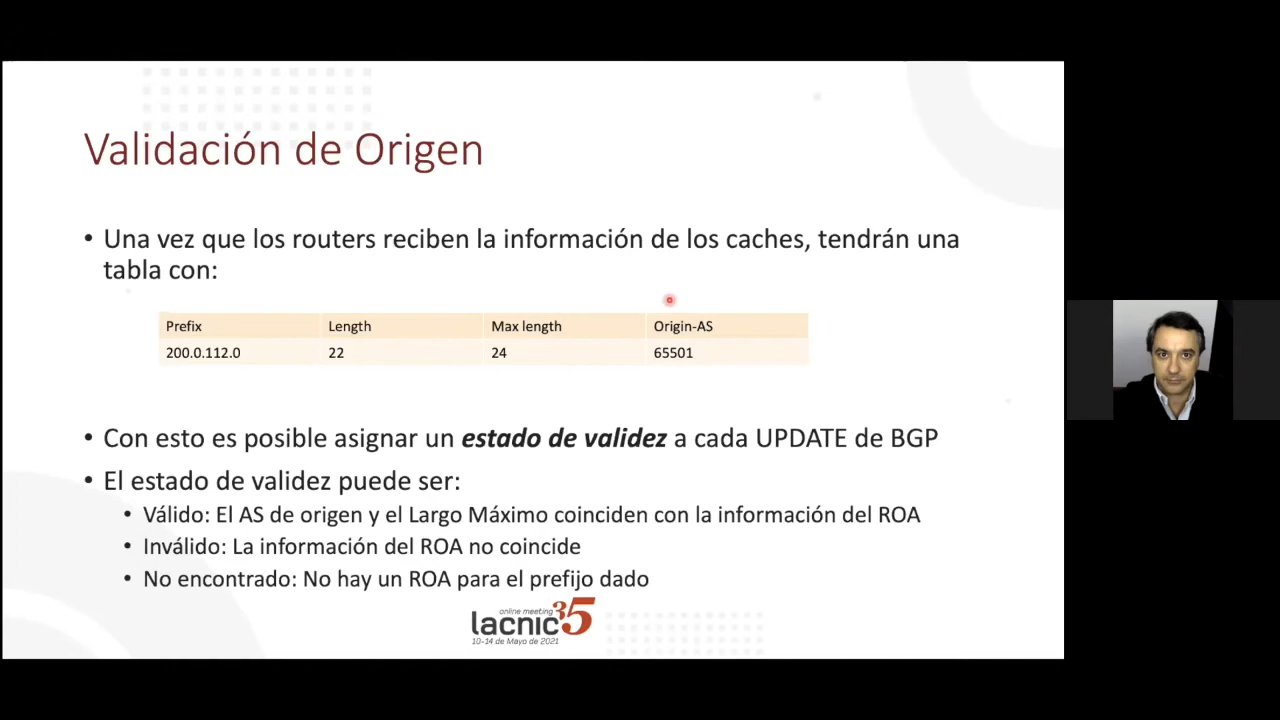 Validación de Origen
• Una vez que los routers reciben la información de los caches, tendrán una
tabla con:
Prefix Length Max length Origin-AS
200.0.112.0 22 24 65501
• Con esto es posible asignar un estado de validez a cada UPDATE de BGP
• El estado de validez puede ser:
• Válido: El AS de origen y el Largo Máximo coinciden con la información del ROA
• Inválido: La información del ROA no coincide
• No encontrado: No hay un ROA para el prefijo dado
online meeting
lacnic 35
10-14 de Mayo de 2021